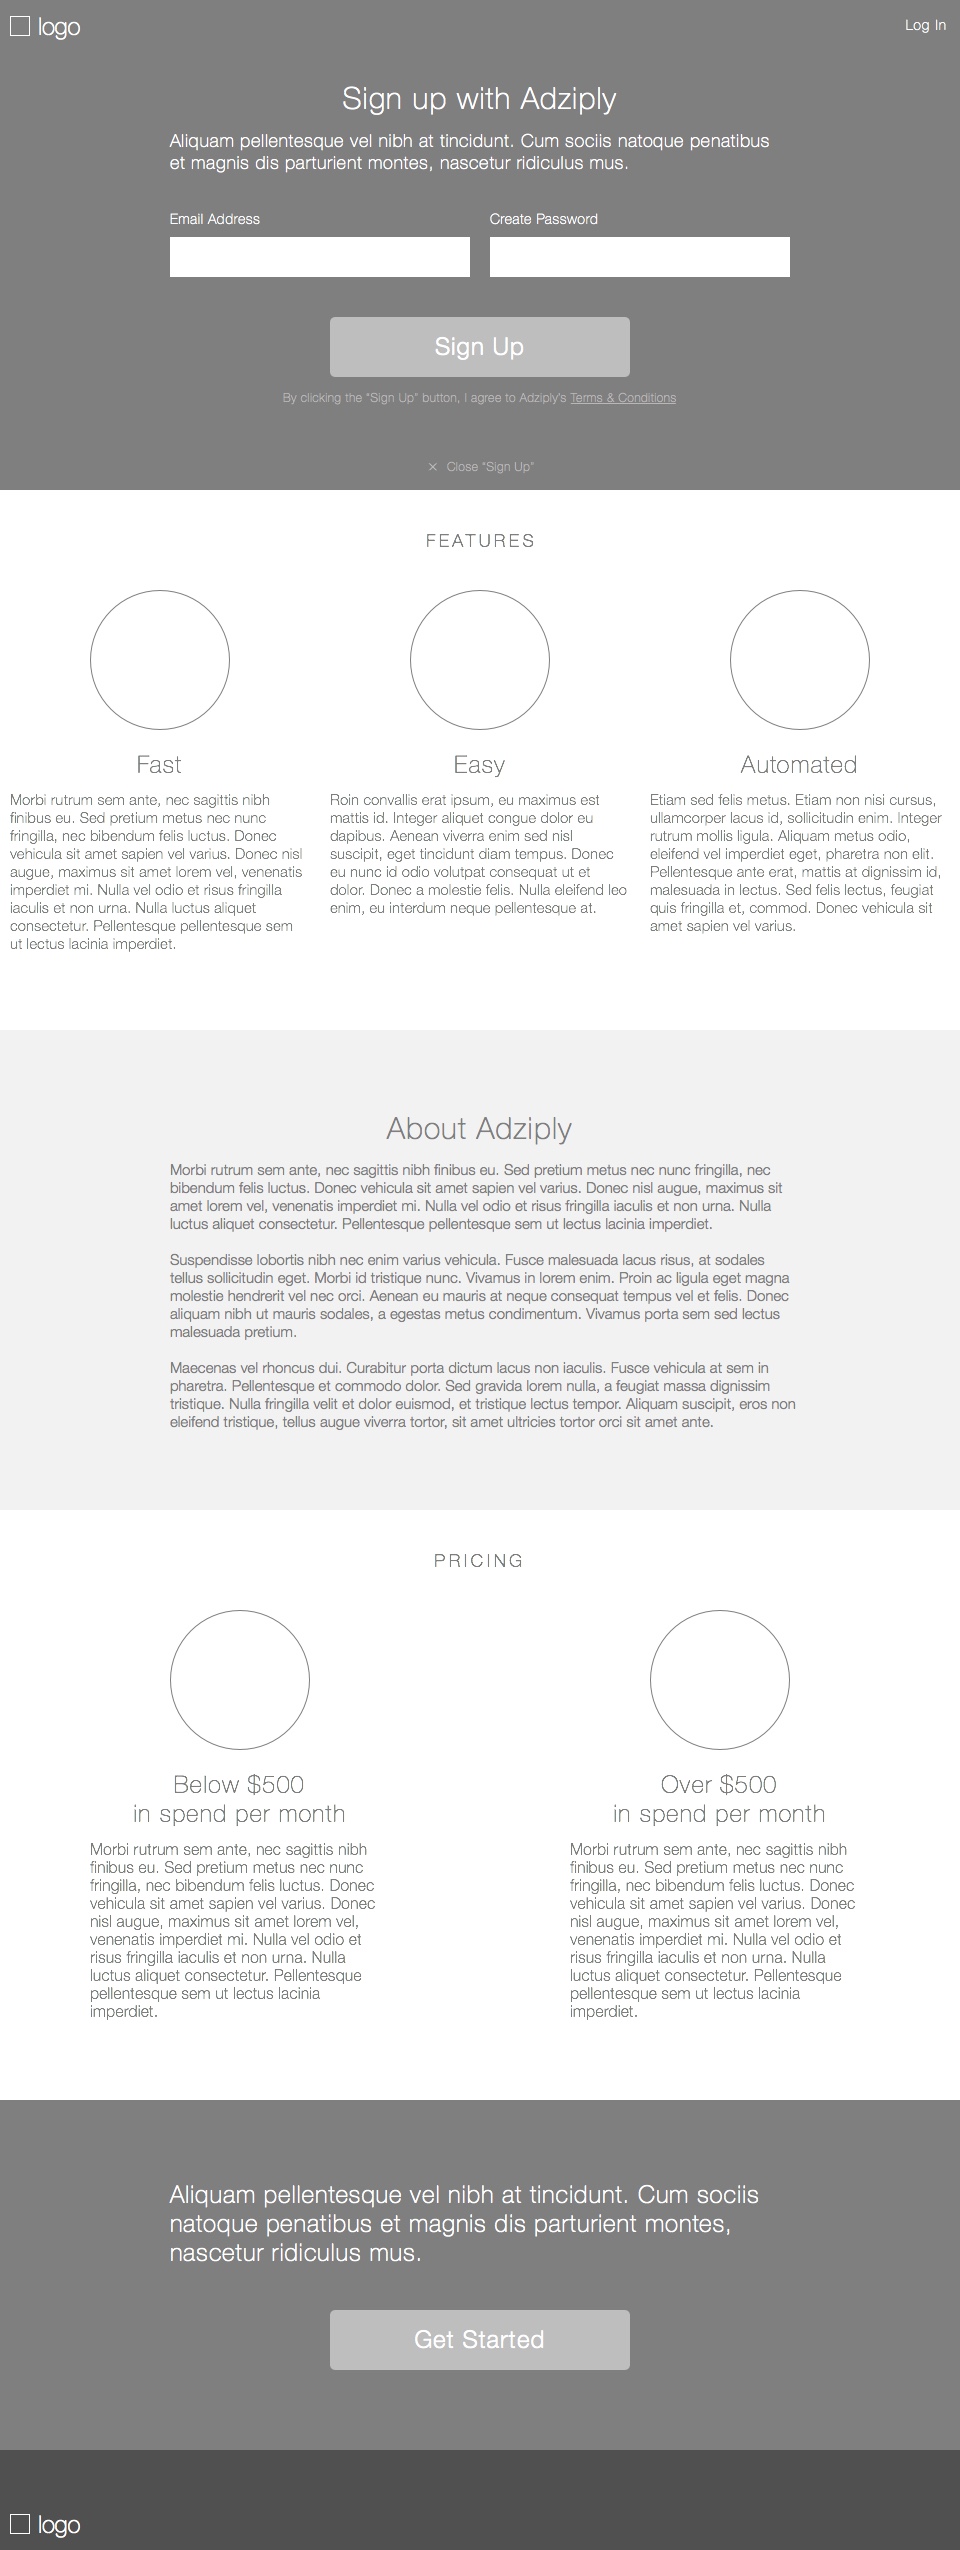 logo
Log In
Sign up with Adziply
Aliquam pellentesque vel nibh at tincidunt. Cum sociis natoque penatibus
et magnis dis parturient montes, nascetur ridiculus mus.
Email Address
Create Password
Sign Up
By clicking the "Sign Up" button, I agree to Adziply's Terms & Conditions
× Close "Sign Up"
FEATURES
Fast
Morbi rutrum sem ante, nec sagittis nibh
finibus eu. Sed pretium metus nec nunc
fringilla, nec bibendum felis luctus. Donec
vehicula sit amet sapien vel varius. Donec nisl
augue, maximus sit amet lorem vel, venenatis
imperdiet mi. Nulla vel odio et risus fringilla
iaculis et non urna. Nulla luctus aliquet
consectetur. Pellentesque pellentesque sem
ut lectus lacinia imperdiet.
Easy
Roin convallis erat ipsum, eu maximus est
mattis id. Integer aliquet congue dolor eu
dapibus. Aenean viverra enim sed nisl
suscipit, eget tincidunt diam tempus. Donec
eu nunc id odio volutpat consequat ut et
dolor. Donec a molestie felis. Nulla eleifend leo
enim, eu interdum neque pellentesque at.
Automated
Etiam sed felis metus. Etiam non nisi cursus,
ullamcorper lacus id, sollicitudin enim. Integer
rutrum mollis ligula. Aliquam metus odio,
eleifend vel imperdiet eget, pharetra non elit.
Pellentesque ante erat, mattis at dignissim id,
malesuada in lectus. Sed felis lectus, feugiat
quis fringilla et, commod. Donec vehicula sit
amet sapien vel varius.
About Adziply
Morbi rutrum sem ante, nec sagittis nibh finibus eu. Sed pretium metus nec nunc fringilla, nec
bibendum felis luctus. Donec vehicula sit amet sapien vel varius. Donec nisl augue, maximus sit
amet lorem vel, venenatis imperdiet mi. Nulla vel odio et risus fringilla iaculis et non urna. Nulla
luctus aliquet consectetur. Pellentesque pellentesque sem ut lectus lacinia imperdiet.
Suspendisse lobortis nibh nec enim varius vehicula. Fusce malesuada lacus risus, at sodales
tellus sollicitudin eget. Morbi id tristique nunc. Vivamus in lorem enim. Proin ac ligula eget magna
molestie hendrerit vel nec orci. Aenean eu mauris at neque consequat tempus vel et felis. Donec
aliquam nibh ut mauris sodales, a egestas metus condimentum. Vivamus porta sem sed lectus
malesuada pretium.
Maecenas vel rhoncus dui. Curabitur porta dictum lacus non iaculis. Fusce vehicula at sem in
pharetra. Pellentesque et commodo dolor. Sed gravida lorem nulla, a feugiat massa dignissim
tristique. Nulla fringilla velit et dolor euismod, et tristique lectus tempor. Aliquam suscipit, eros non
eleifend tristique, tellus augue viverra tortor, sit amet ultricies tortor orci sit amet ante.
PRICING
Below $500
in spend per month
Morbi rutrum sem ante, nec sagittis nibh
finibus eu. Sed pretium metus nec nunc
fringilla, nec bibendum felis luctus. Donec
vehicula sit amet sapien vel varius. Donec
nisl augue, maximus sit amet lorem vel,
venenatis imperdiet mi. Nulla vel odio et
risus fringilla iaculis et non urna. Nulla
luctus aliquet consectetur. Pellentesque
pellentesque sem ut lectus lacinia
imperdiet.
Over $500
in spend per month
Morbi rutrum sem ante, nec sagittis nibh
finibus eu. Sed pretium metus nec nunc
fringilla, nec bibendum felis luctus. Donec
vehicula sit amet sapien vel varius. Donec
nisl augue, maximus sit amet lorem vel,
venenatis imperdiet mi. Nulla vel odio et
risus fringilla iaculis et non urna. Nulla
luctus aliquet consectetur. Pellentesque
pellentesque sem ut lectus lacinia
imperdiet.
Aliquam pellentesque vel nibh at tincidunt. Cum sociis
natoque penatibus et magnis dis parturient montes,
nascetur ridiculus mus.
Get Started
logo